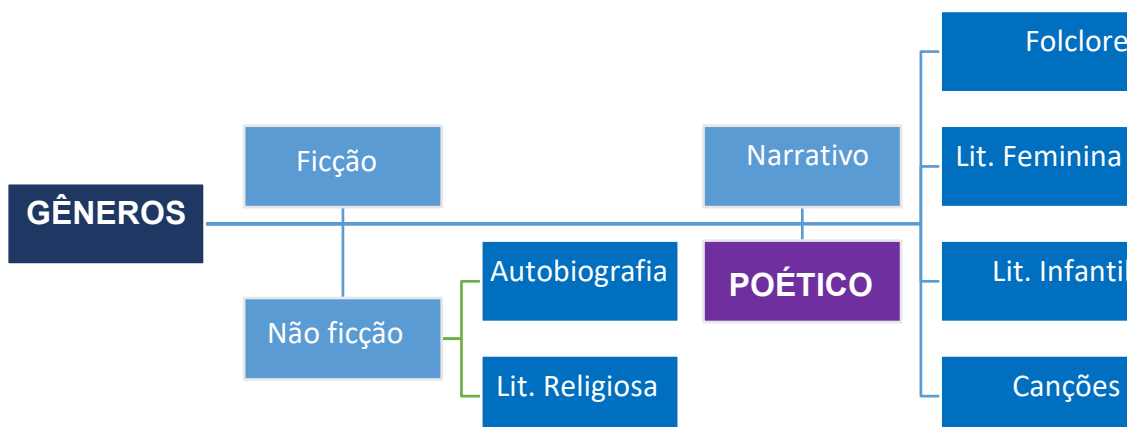 GÊNEROS
Ficção
Não ficção
Autobiografia
Lit. Religiosa
Narrativo
POÉTICO
Folclore
Lit. Feminina
Lit. Infantil
Canções